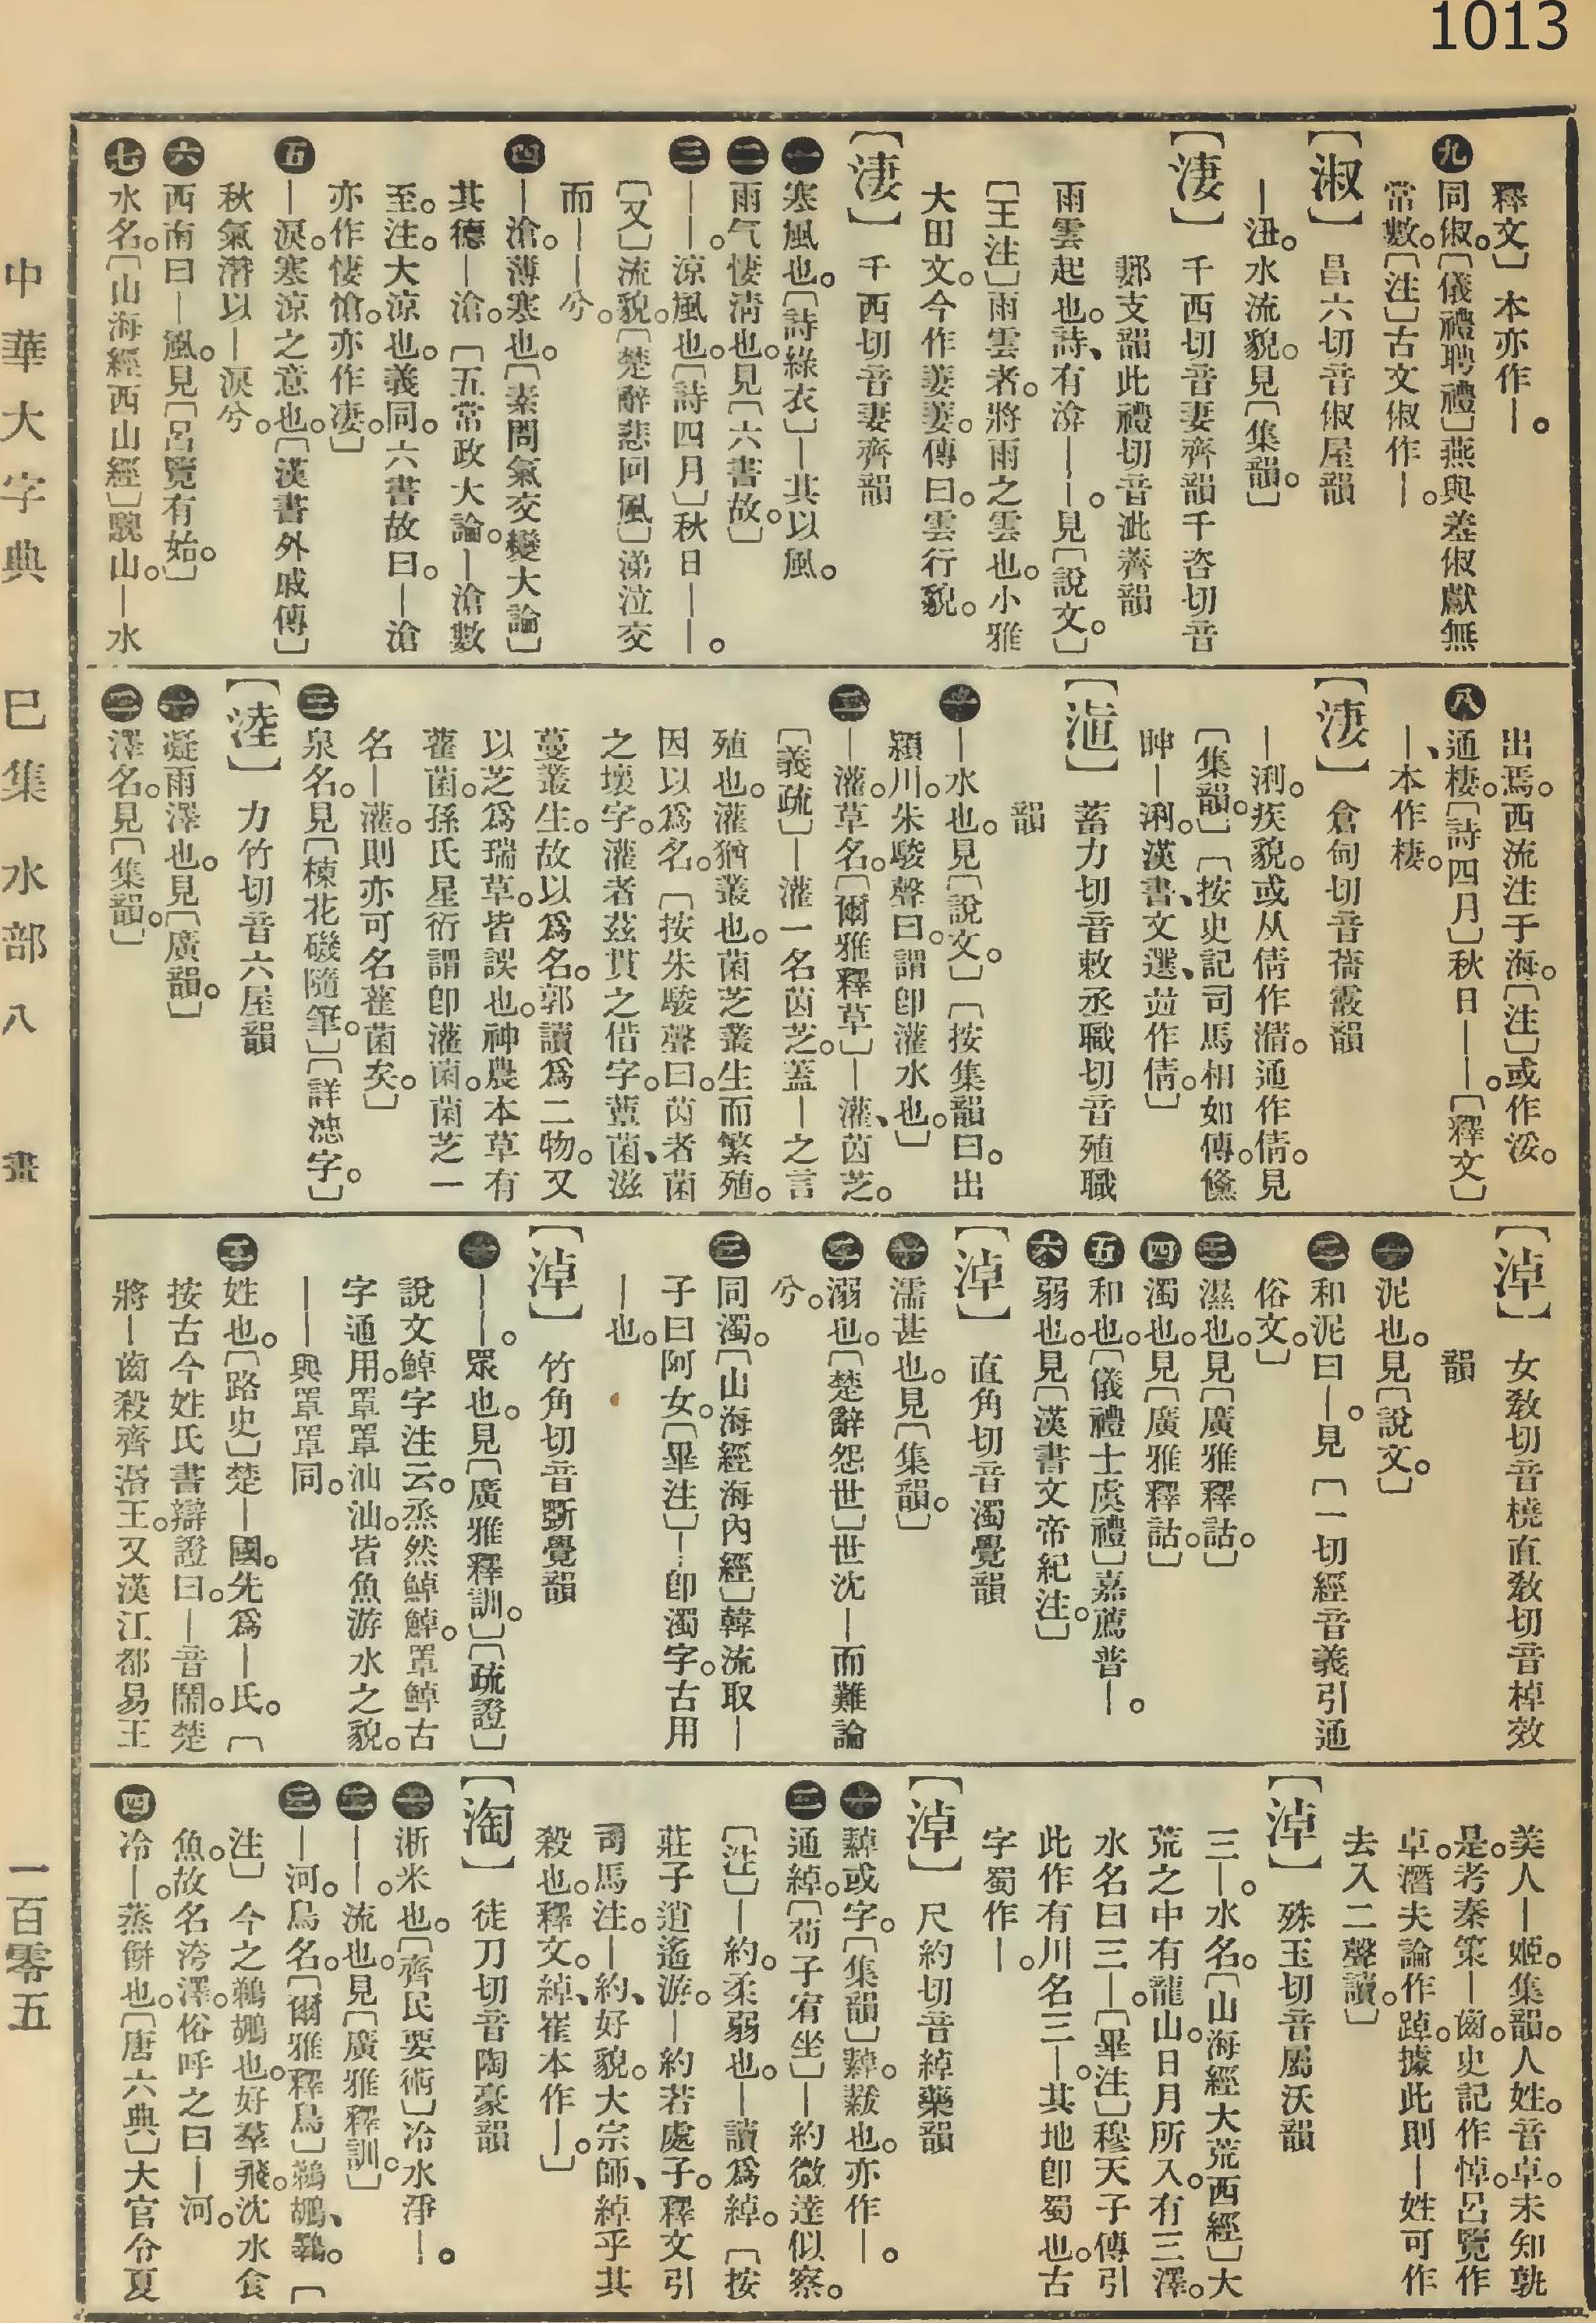 1013
釋文〕本亦作—。
九同俶。〔儀禮聘禮〕燕與羞俶獻無
常數。〔注〕古文俶作—。
〔淑〕昌六切音俶屋韻
—沑。水流貌。見〔集韻。〕
〔淒〕千西切音妻齊韻千咨切音
郪支韻此禮切音泚薺韻
雨雲起也。詩、有渰——。見〔說文。〕
〔王注〕雨雲者。將雨之雲也。小雅
大田文。今作萋萋。傳曰。雲行貌。
〔淒〕千西切音妻齊韻
一寒風也。〔詩綠衣〕—其以風。
二雨气悽淸也。見〔六書故。〕
三——。涼風也。〔詩四月〕秋日——。
〔又〕流貌。〔楚辭悲回風〕涕泣交
而—兮。
四—滄。薄寒也。〔素問氣交變大論〕
其德—滄。〔五常政大論。—滄數
至。注。大涼也。義同。六書故曰。—滄
亦作悽愴。亦作凄。〕
五—淚。寒涼之意也。〔漢書外戚傳〕
秋氣潛以—淚兮。
六西南曰—風。見〔呂覽有始。〕
七水名。〔山海經西山經〕騩山。—水
出焉。西流注于海。〔注〕或作浽。
八通棲。〔詩四月〕秋日——。〔釋文〕
—、本作棲。
〔淒〕倉甸切音蒨霰韻
—浰。疾貌。或从倩作㵫。通作倩。見
〔集韻。〕〔按史記司馬相如傳。儵
眒—浰。漢書、文選、竝作倩。〕
〔淔〕蓄力切音敕丞職切音殖職
韻
一—水也。見〔說文。〕〔按集韻曰。出
潁川。朱駿聲曰。謂卽灌水也。〕
二—灌。草名。〔爾雅釋草〕—灌、茵芝。
〔義疏〕—灌一名茵芝。蓋—之言
殖也。灌猶叢也。菌芝叢生而繁殖。
因以爲名。〔按朱駿聲曰。茵者菌
之壞字。灌者茲貫之借字。蕈菌、滋
蔓叢生。故以爲名。郭讀爲二物。又
以芝爲瑞草。皆誤也。神農本草有
雚菌。孫氏星衍謂卽灌菌。菌芝一
名—灌。則亦可名雚菌矣。〕
三泉名。見〔棟花磯隨筆。〕〔詳漶字。〕
〔淕〕力竹切音六屋韻
一凝雨澤也。見〔廣韻。〕
二澤名。見〔集韻。〕
〔淖〕女敎切音橈直敎切音棹效
韻
一泥也。見〔說文。〕
二和泥曰—。見〔一切經音義引通
俗文。〕
三濕也。見〔廣雅釋詁。〕
四濁也。見〔廣雅釋詁。〕
五和也。〔儀禮士虞禮〕嘉薦普—。
六弱也。見〔漢書文帝紀注。〕
〔淖〕直角切音濁覺韻
一濡甚也。見〔集韻。〕
二溺也。〔楚辭怨世〕世沈—而難論
兮。
三同濁。〔山海經海內經〕韓流取—
子曰阿女。〔畢注〕—卽濁字。古用
—也。
〔淖〕竹角切音斲覺韻
一——。眾也。見〔廣雅釋訓。〕〔疏證〕
說文鯙字注云。烝然鯙鯙。罩鯙古
字通用。罩罩汕汕。皆魚游水之貌。
——與罩罩同。
二姓也。〔路史〕楚—國。先爲—氏。〔
按古今姓氏書辯證曰。—音閙。楚
將—齒殺齊湣王。又漢江都易王
美人—姬。集韻。人姓。音卓。未知孰
是。考秦策—齒。史記作悼。呂覽作
卓。潛夫論作踔。據此則—姓可作
去入二聲讀。〕
〔淖〕殊玉切音屬沃韻
三—。水名。〔山海經大荒西經〕大
荒之中有龍山。日月所入。有三澤。
水名曰三—。〔畢注〕穆天子傳引
此作有川名三—。其地卽蜀也。古
字蜀作—。
〔淖〕尺約切音綽藥韻
一繛或字。〔集韻〕繛㲋也。亦作—。
二通綽。〔荀子宥坐〕—約微達似察。
〔注〕—約。柔弱也。—讀爲綽。〔按
莊子逍遙游。—約若處子。釋文引
司馬注。—約、好貌。大宗師、綽乎其
殺也。釋文。綽、崔本作—。〕
〔淘〕徒刀切音陶豪韻
一淅米也。〔齊民要術〕冷水淨—。
二——。流也。見〔廣雅釋訓。〕
三—河。鳥名。〔爾雅釋鳥〕鵜鶘、鷄。〔
注〕今之鵜鶘也。好羣飛。沈水食
魚。故名洿澤。俗呼之曰—河。
四冷—。蒸餠也。〔唐六典〕大官令夏
中華大字典　巳集　水部　八　畫　一百零五